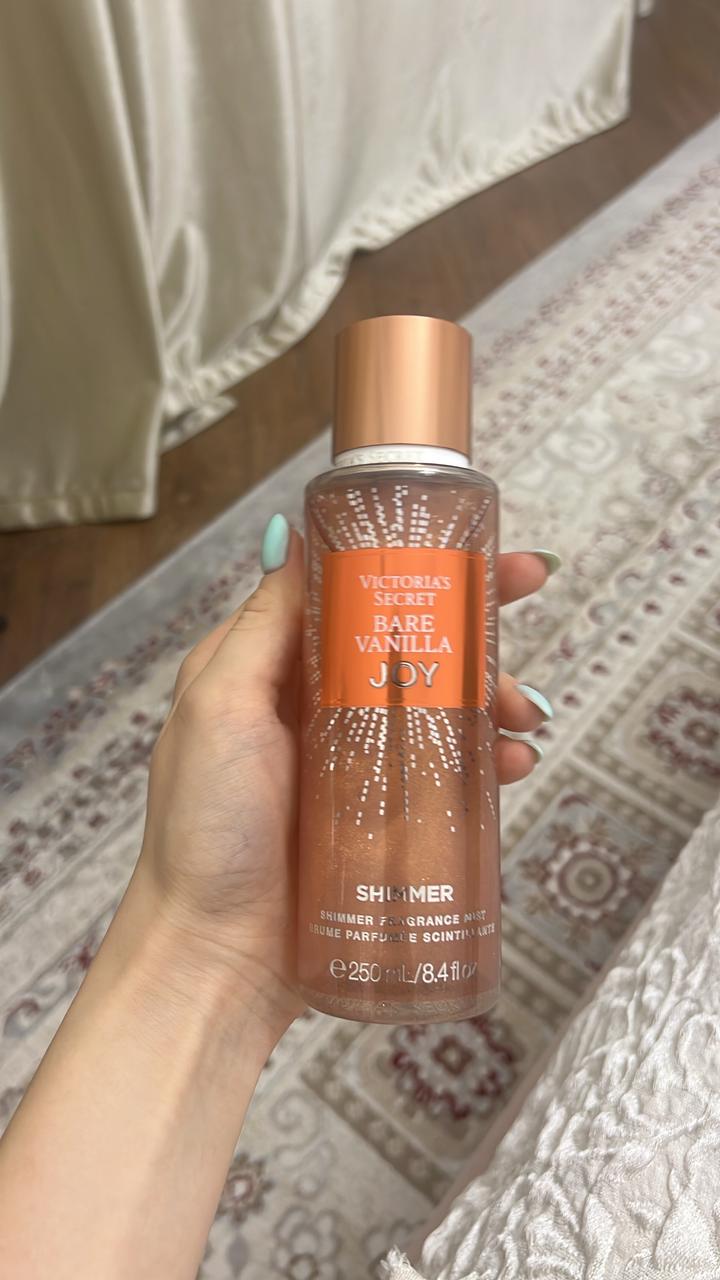 VICTORIA'S
SECRET
BARE
VANILLA
JOY
SHIMMER
SHIMMER FRAGRANCE MIST
BRUME PARFUMÉE SCINTILLANTE
℮250 mL/8.4 fl oz